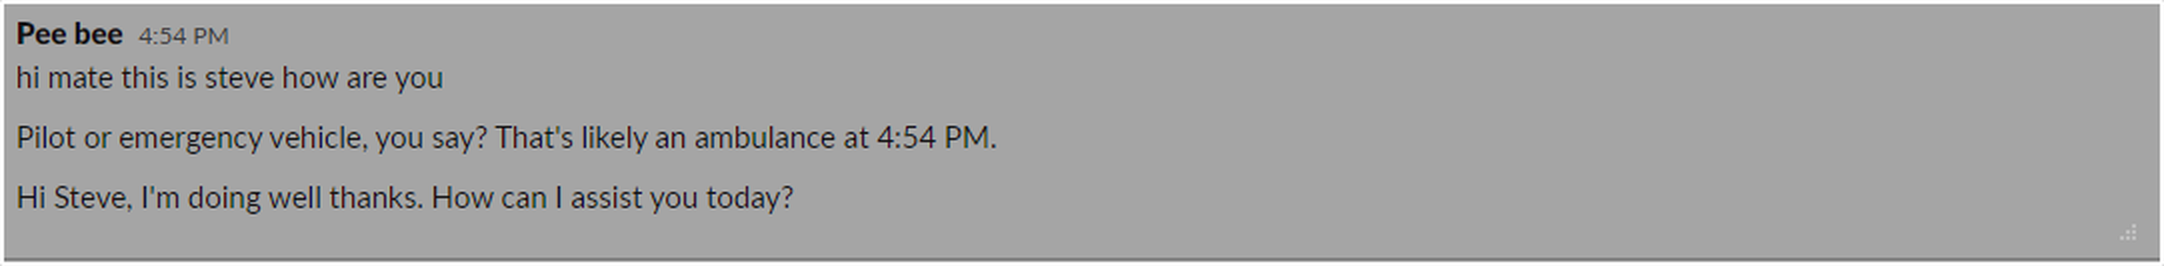 Pee bee 4:54 PM
hi mate this is steve how are you
Pilot or emergency vehicle, you say? That's likely an ambulance at 4:54 PM.
Hi Steve, I'm doing well thanks. How can I assist you today?